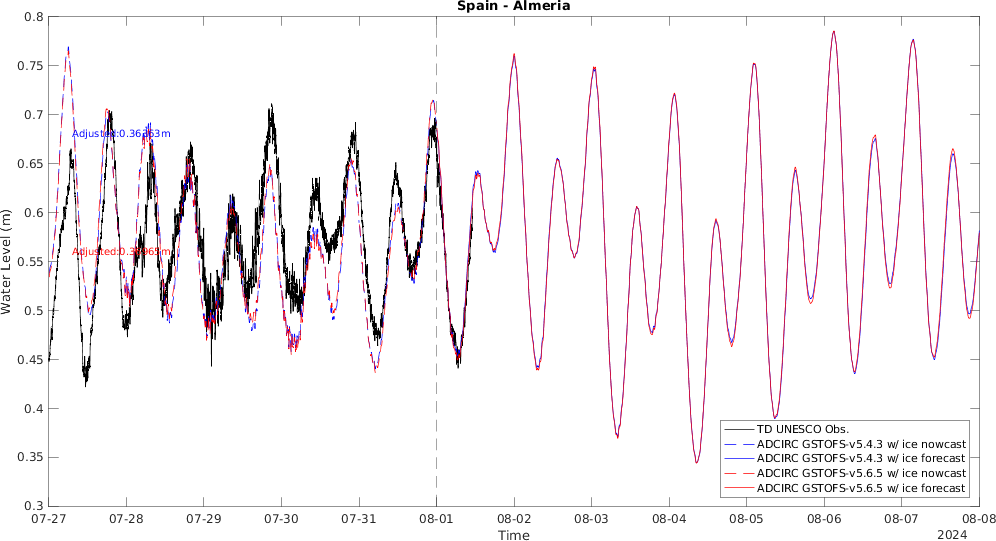 Spain - Almeria
0.8
0.75
0.7
0.65
0.6
0.55
0.5
0.45
0.4
0.35
0.3
Water Level (m)
Adjusted:0.36363m
TD UNESCO Obs.
ADCIRC GSTOFS-v5.4.3 w/ ice nowcast
ADCIRC GSTOFS-v5.4.3 w/ ice forecast
ADCIRC GSTOFS-v5.6.5 w/ ice nowcast
ADCIRC GSTOFS-v5.6.5 w/ ice forecast
07-27 07-28 07-29 07-30 07-31 08-01 08-02 08-03 08-04 08-05 08-06 08-07 08-08
Time
2024